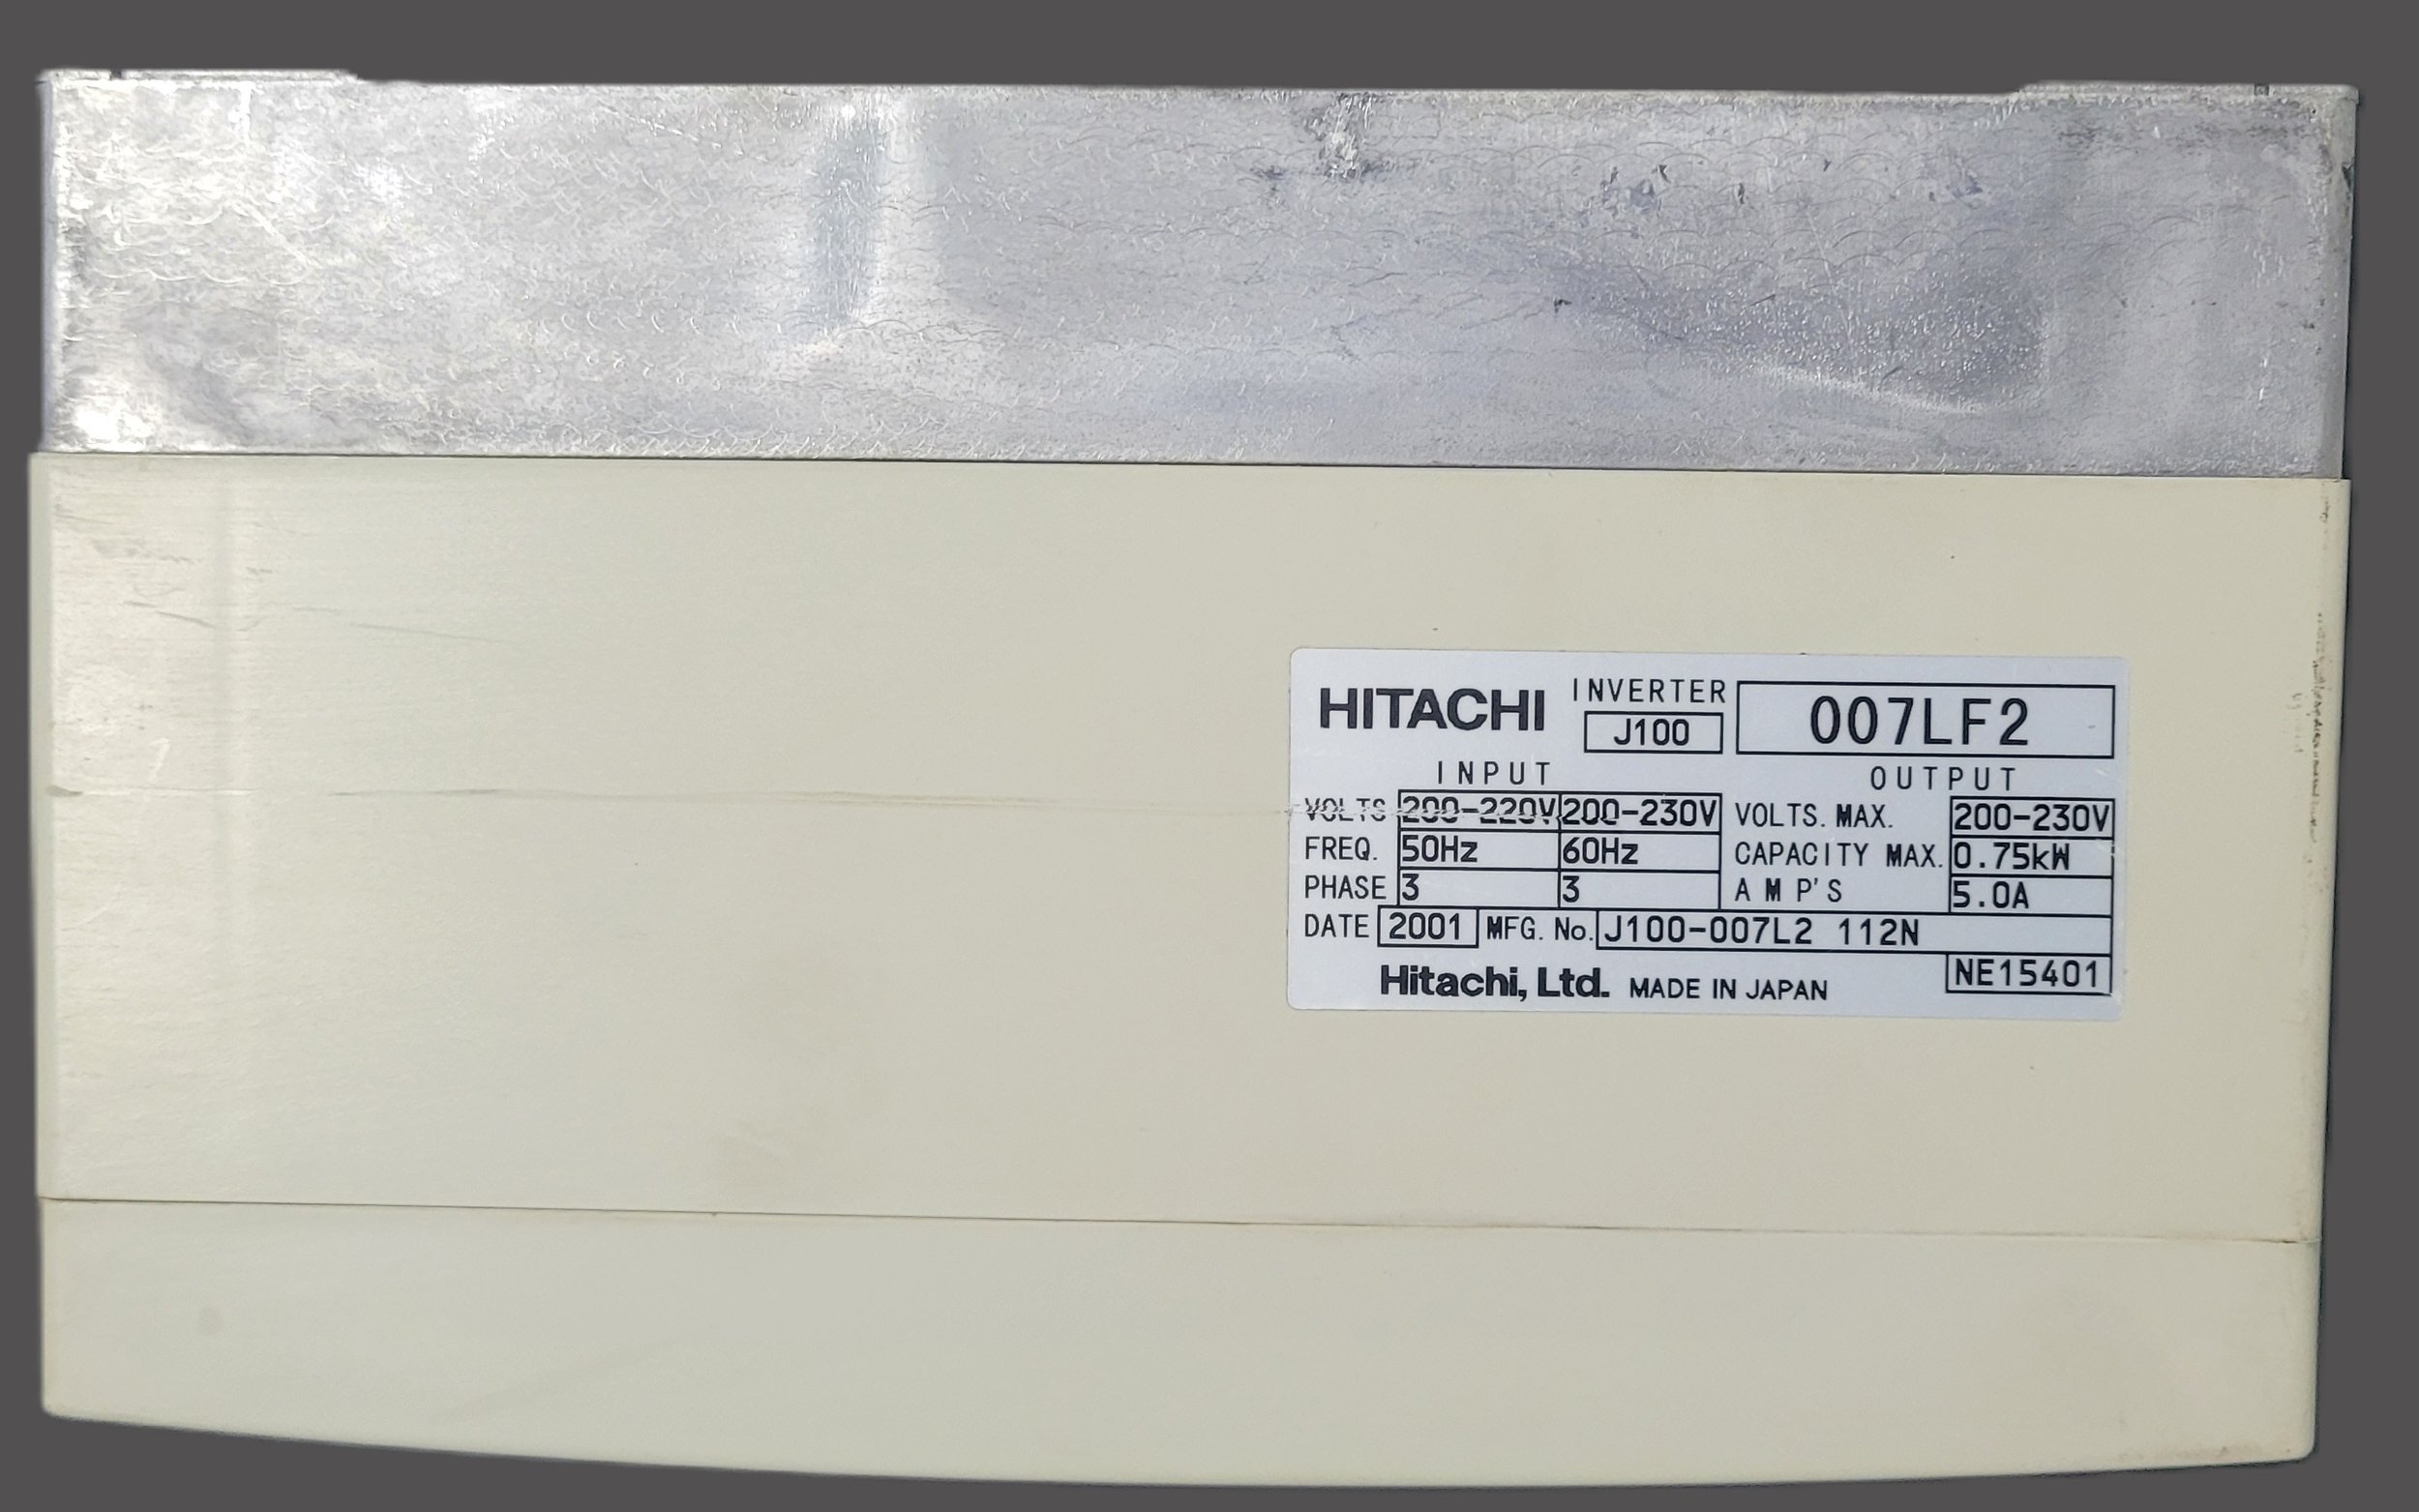 HITACHI INVERTER J100 007LF2
INPUT OUTPUT
VOLTS 200-220V 200-230V VOLTS. MAX. 200-230V
FREQ. 50Hz 60Hz CAPACITY MAX. 0.75kW
PHASE 3 3 AMP'S 5.0A
DATE 2001 MFG. No. J100-007L2 112N
NE15401
Hitachi, Ltd. MADE IN JAPAN